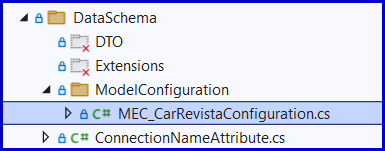 DataSchema
DTO
Extensions
ModelConfiguration
C# MEC_CarRevistaConfiguration.cs
C# ConnectionNameAttribute.cs